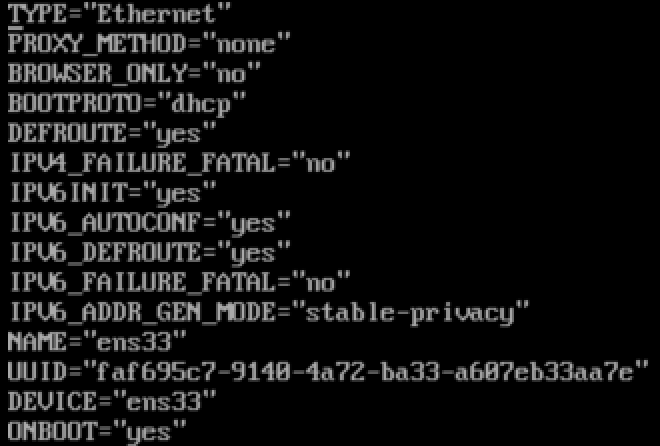 TYPE="Ethernet"
PROXY_METHOD="none"
BROWSER_ONLY="no"
BOOTPROTO="dhcp"
DEFROUTE="yes"
IPV4_FAILURE_FATAL="no"
IPV6INIT="yes"
IPV6_AUTOCONF="yes"
IPV6_DEFROUTE="yes"
IPV6_FAILURE_FATAL="no"
IPV6_ADDR_GEN_MODE="stable-privacy"
NAME="ens33"
UUID="faf695c7-9140-4a72-ba33-a607eb33aa7e"
DEVICE="ens33"
ONBOOT="yes"